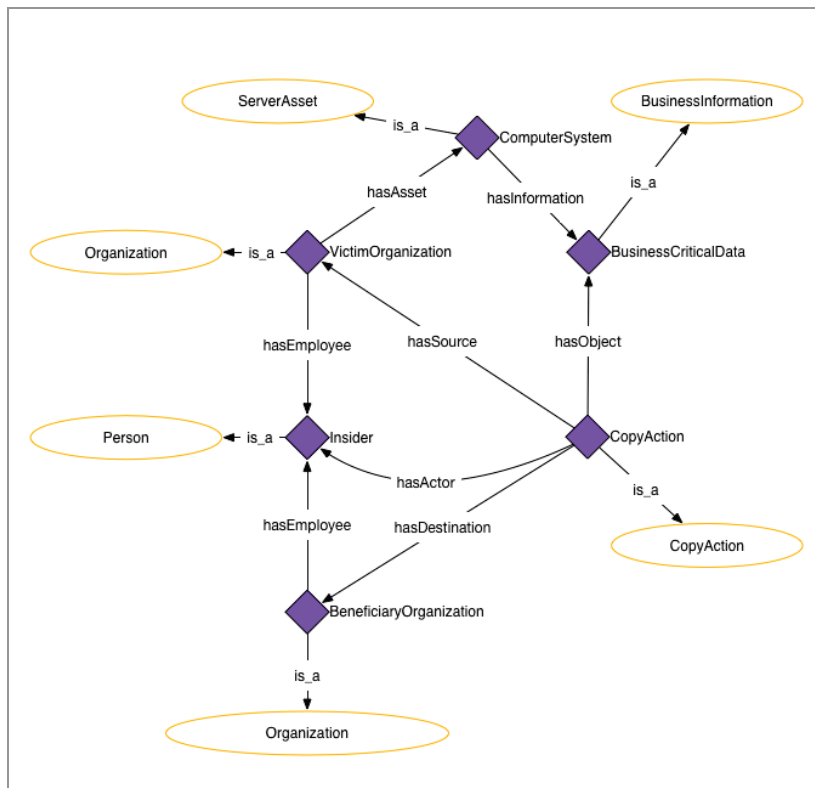 ServerAsset
BusinessInformation
is_a
ComputerSystem
is_a
hasAsset
hasInformation
Organization
is_a
VictimOrganization
BusinessCriticalData
hasEmployee
hasSource
hasObject
Person
is_a
Insider
CopyAction
hasActor
is_a
hasEmployee
hasDestination
CopyAction
BeneficiaryOrganization
is_a
Organization